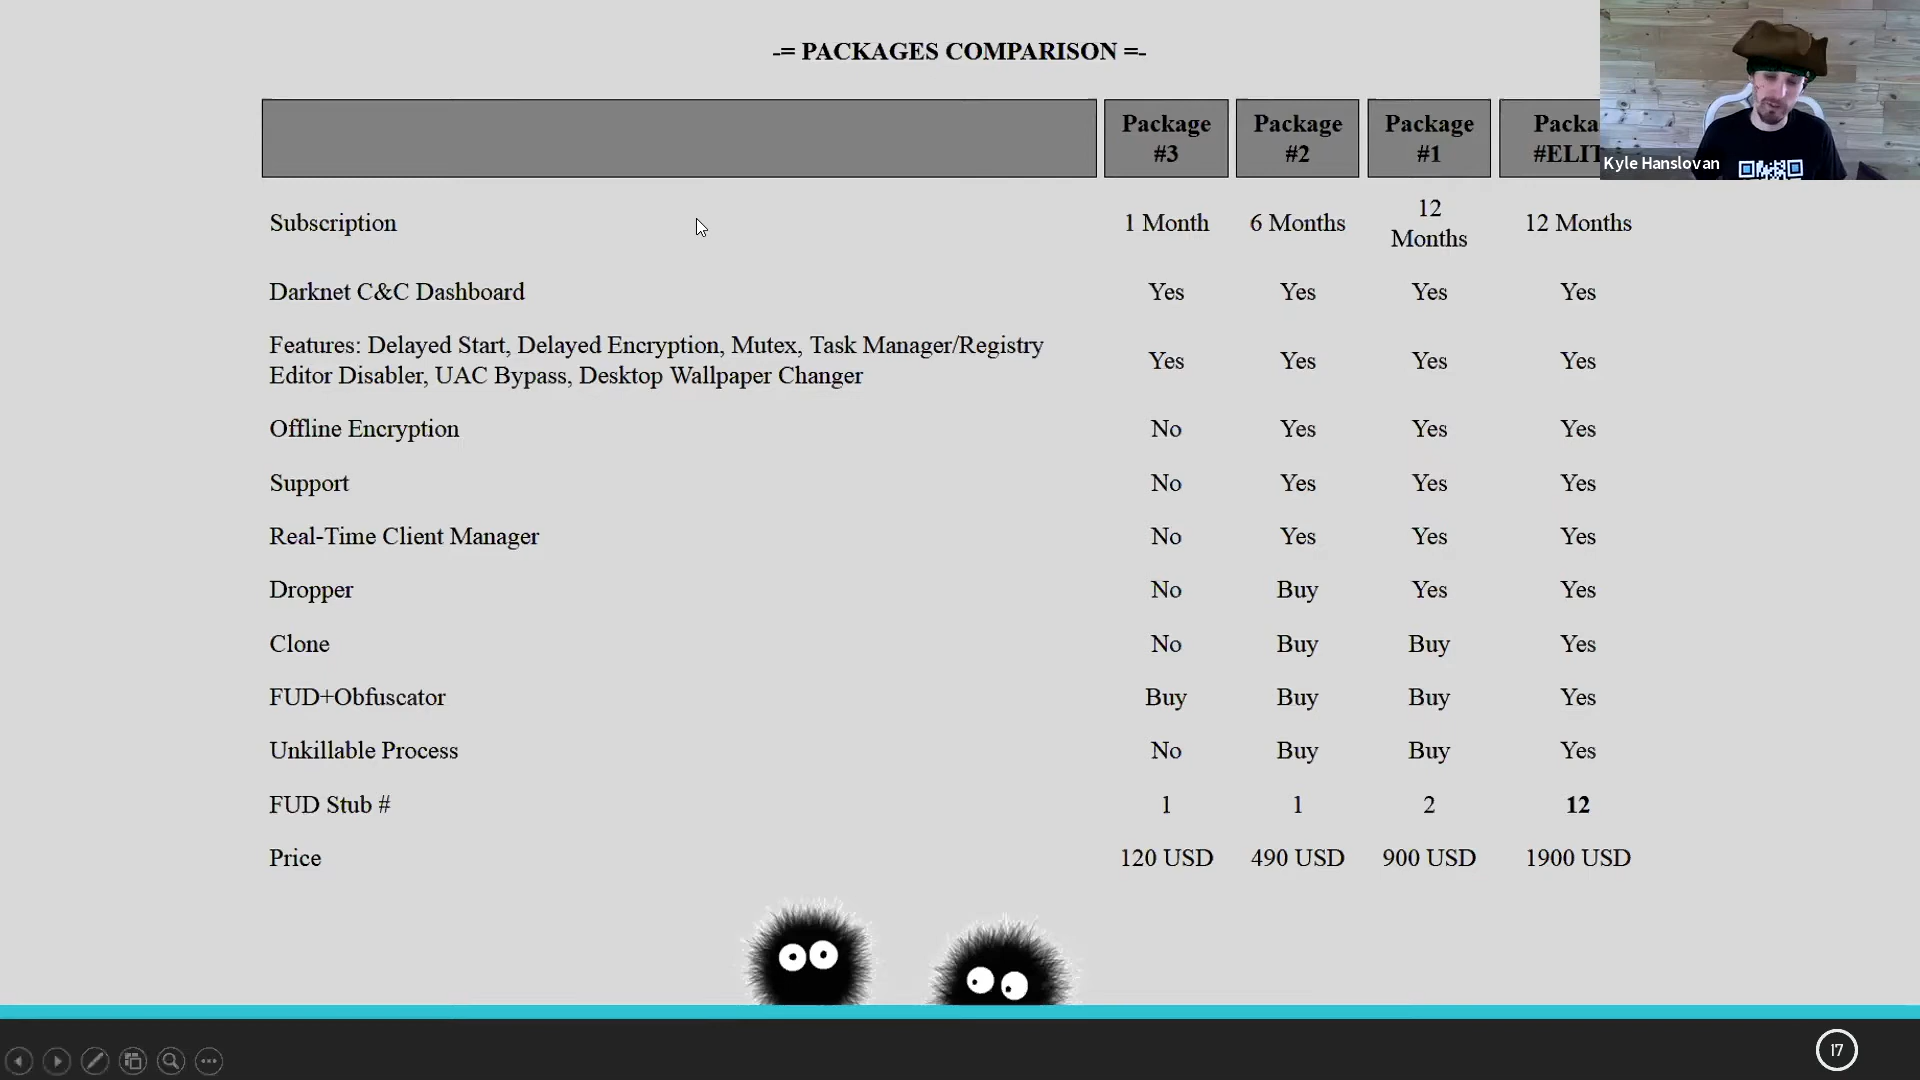 -= PACKAGES COMPARISON =-
Package #3 Package #2 Package #1 Packa #ELIT
Kyle Hanslovan
Subscription 1 Month 6 Months 12 Months 12 Months
Darknet C&C Dashboard Yes Yes Yes Yes
Features: Delayed Start, Delayed Encryption, Mutex, Task Manager/Registry
Editor Disabler, UAC Bypass, Desktop Wallpaper Changer Yes Yes Yes Yes
Offline Encryption No Yes Yes Yes
Support No Yes Yes Yes
Real-Time Client Manager No Yes Yes Yes
Dropper No Buy Yes Yes
Clone No Buy Buy Yes
FUD+Obfuscator Buy Buy Buy Yes
Unkillable Process No Buy Buy Yes
FUD Stub # 1 1 2 12
Price 120 USD 490 USD 900 USD 1900 USD
17